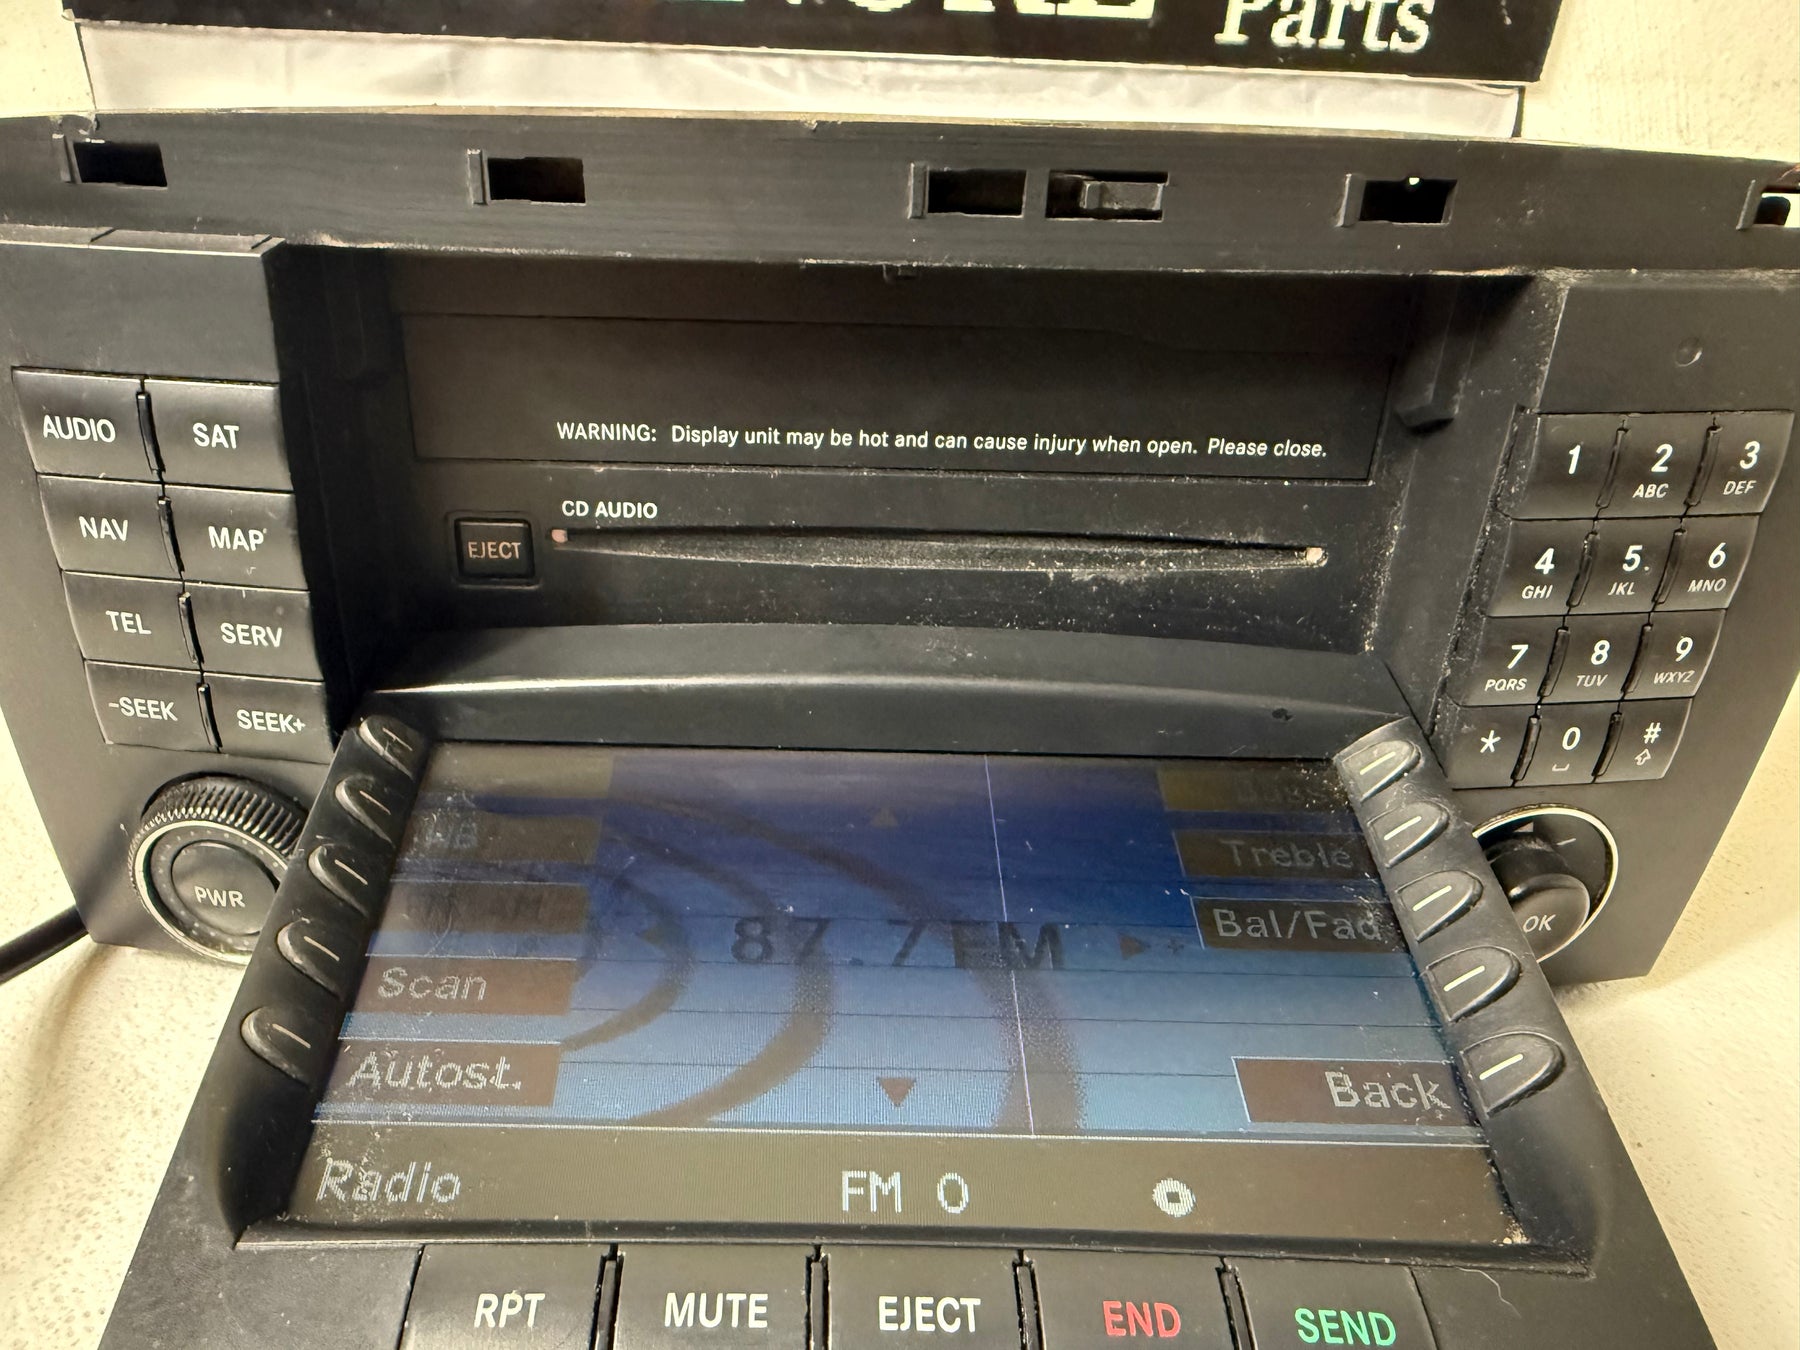 Parts
AUDIO SAT
NAV MAP
TEL SERV
-SEEK SEEK+
PWR
WARNING: Display unit may be hot and can cause injury when open. Please close.
CD AUDIO
EJECT
1 2 3
ABC DEF
4 5 6
GHI JKL MNO
7 8 9
PQRS TUV WXYZ
* 0 #
OK
WB
Treble
Bal/Fad
87.7 FM
+
Scan
Autost.
Back
Radio FM O
RPT MUTE EJECT END SEND